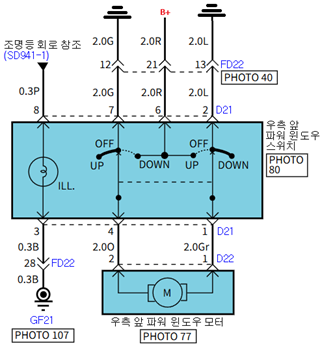 B+
조명등 회로 참조
(SD941-1)
2.0G 2.0R 2.0L
12 21 13 FD22
PHOTO 40
0.3P 2.0G 2.0R 2.0L
8 7 6 2 D21
우측 앞
파워 윈도우
스위치
PHOTO
80
OFF OFF
UP DOWN UP DOWN
ILL.
3 4 1 D21
0.3B 2.0O 2.0Gr
28 FD22 2 1 D22
0.3B
M
GF21
우측 앞 파워 윈도우 모터
PHOTO 107
PHOTO 77